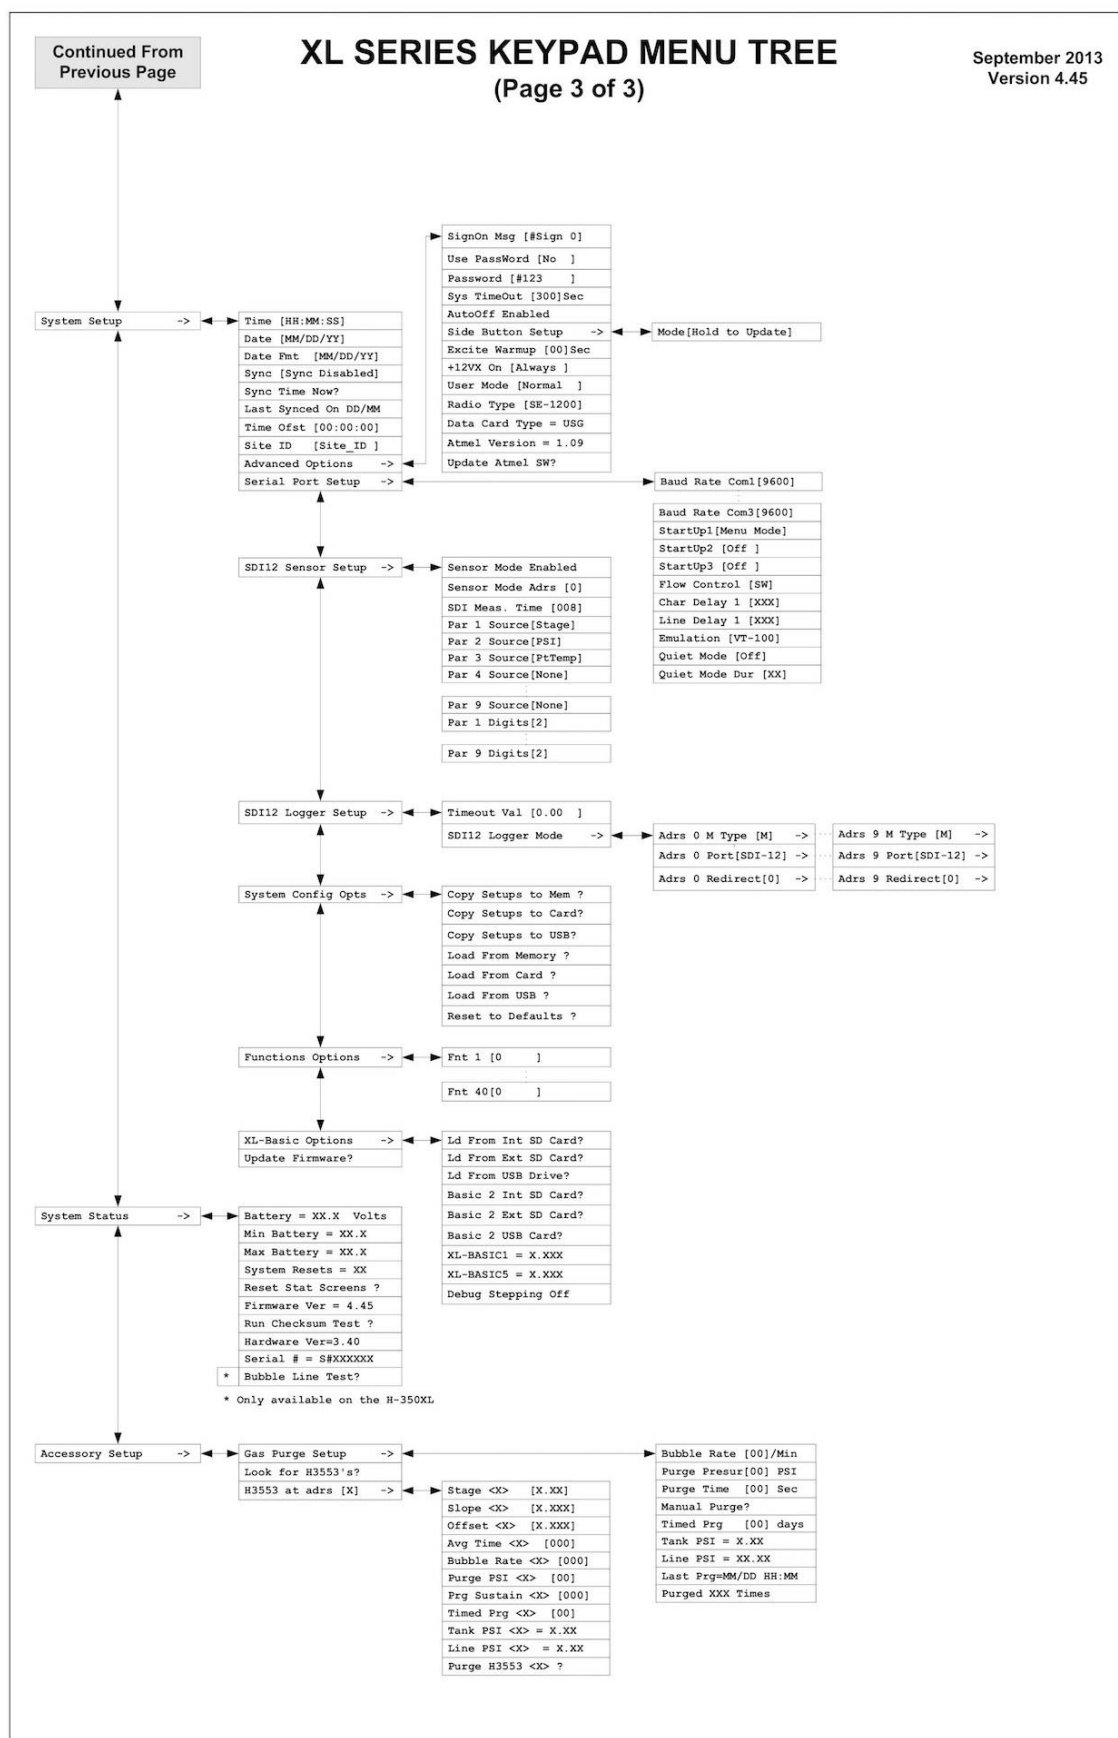 Continued From
Previous Page
XL SERIES KEYPAD MENU TREE
(Page 3 of 3)
September 2013
Version 4.45
System Setup ->
Time [HH:MM:SS]
Date [MM/DD/YY]
Date Fmt [MM/DD/YY]
Sync [Sync Disabled]
Sync Time Now?
Last Synced On DD/MM
Time Ofst [00:00:00]
Site ID [Site_ID ]
Advanced Options ->
Serial Port Setup ->
SignOn Msg [#Sign 0]
Use PassWord [No ]
Password [#123 ]
Sys TimeOut [300]Sec
AutoOff Enabled
Side Button Setup ->
Excite Warmup [00]Sec
+12VX On [Always ]
User Mode [Normal ]
Radio Type [SE-1200]
Data Card Type = USG
Atmel Version = 1.09
Update Atmel SW?
Mode[Hold to Update]
Baud Rate Com1[9600]
Baud Rate Com3[9600]
StartUp1[Menu Mode]
StartUp2 [Off ]
StartUp3 [Off ]
Flow Control [SW]
Char Delay 1 [XXX]
Line Delay 1 [XXX]
Emulation [VT-100]
Quiet Mode [Off]
Quiet Mode Dur [XX]
SDI12 Sensor Setup ->
Sensor Mode Enabled
Sensor Mode Adrs [0]
SDI Meas. Time [008]
Par 1 Source[Stage]
Par 2 Source[PSI]
Par 3 Source[PtTemp]
Par 4 Source[None]
Par 9 Source[None]
Par 1 Digits[2]
Par 9 Digits[2]
SDI12 Logger Setup ->
Timeout Val [0.00 ]
SDI12 Logger Mode ->
Adrs 0 M Type [M] ->
Adrs 0 Port[SDI-12] ->
Adrs 0 Redirect[0] ->
Adrs 9 M Type [M] ->
Adrs 9 Port[SDI-12] ->
Adrs 9 Redirect[0] ->
System Config Opts ->
Copy Setups to Mem ?
Copy Setups to Card?
Copy Setups to USB?
Load From Memory ?
Load From Card ?
Load From USB ?
Reset to Defaults ?
Functions Options ->
Fnt 1 [0 ]
Fnt 40[0 ]
XL-Basic Options ->
Update Firmware?
Ld From Int SD Card?
Ld From Ext SD Card?
Ld From USB Drive?
Basic 2 Int SD Card?
Basic 2 Ext SD Card?
Basic 2 USB Card?
XL-BASIC1 = X.XXX
XL-BASIC5 = X.XXX
Debug Stepping Off
System Status ->
Battery = XX.X Volts
Min Battery = XX.X
Max Battery = XX.X
System Resets = XX
Reset Stat Screens ?
Firmware Ver = 4.45
Run Checksum Test ?
Hardware Ver=3.40
Serial # = S#XXXXXX
* Bubble Line Test?
* Only available on the H-350XL
Accessory Setup ->
Gas Purge Setup ->
Look for H3553's?
H3553 at adrs [X] ->
Stage <X> [X.XX]
Slope <X> [X.XXX]
Offset <X> [X.XXX]
Avg Time <X> [000]
Bubble Rate <X> [000]
Purge PSI <X> [00]
Prg Sustain <X> [000]
Timed Prg <X> [00]
Tank PSI <X> = X.XX
Line PSI <X> = X.XX
Purge H3553 <X> ?
Bubble Rate [00]/Min
Purge Presur[00] PSI
Purge Time [00] Sec
Manual Purge?
Timed Prg [00] days
Tank PSI = X.XX
Line PSI = XX.XX
Last Prg=MM/DD HH:MM
Purged XXX Times